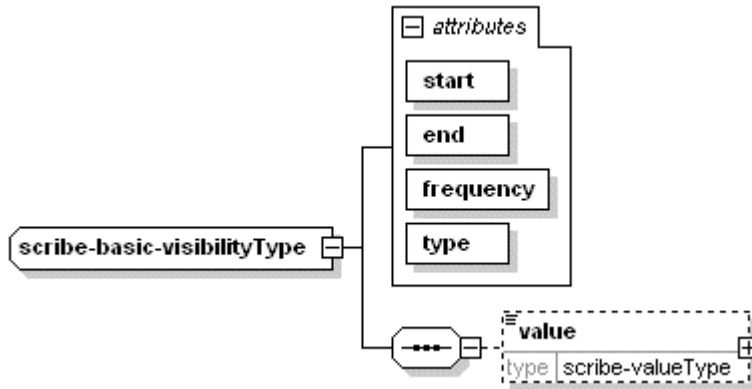 attributes
start
end
frequency
type
scribe-basic-visibilityType
value
type scribe-valueType